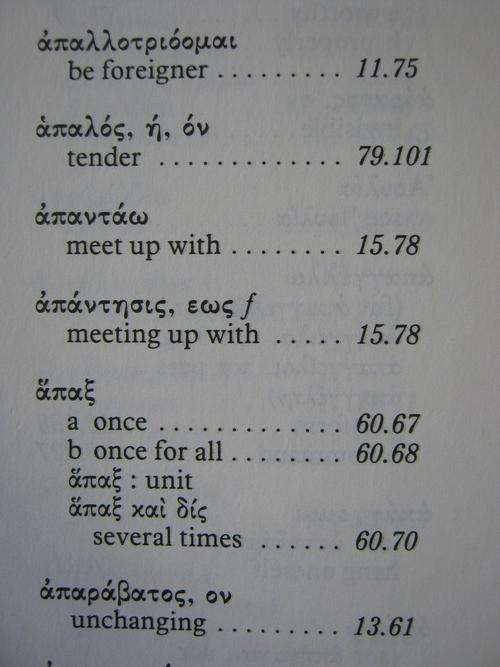 ἀπαλλοτριόομαι
be foreigner . . . . . . . . . 11.75
ἁπαλός, ή, όν
tender . . . . . . . . . . . . . 79.101
ἀπαντάω
meet up with . . . . . . . . 15.78
ἀπάντησις, εως f
meeting up with . . . . . 15.78
ἅπαξ
a once . . . . . . . . . . . . . 60.67
b once for all . . . . . . . . 60.68
ἅπαξ : unit
ἅπαξ καὶ δίς
several times . . . . . . 60.70
ἀπαράβατος, ον
unchanging . . . . . . . . . 13.61